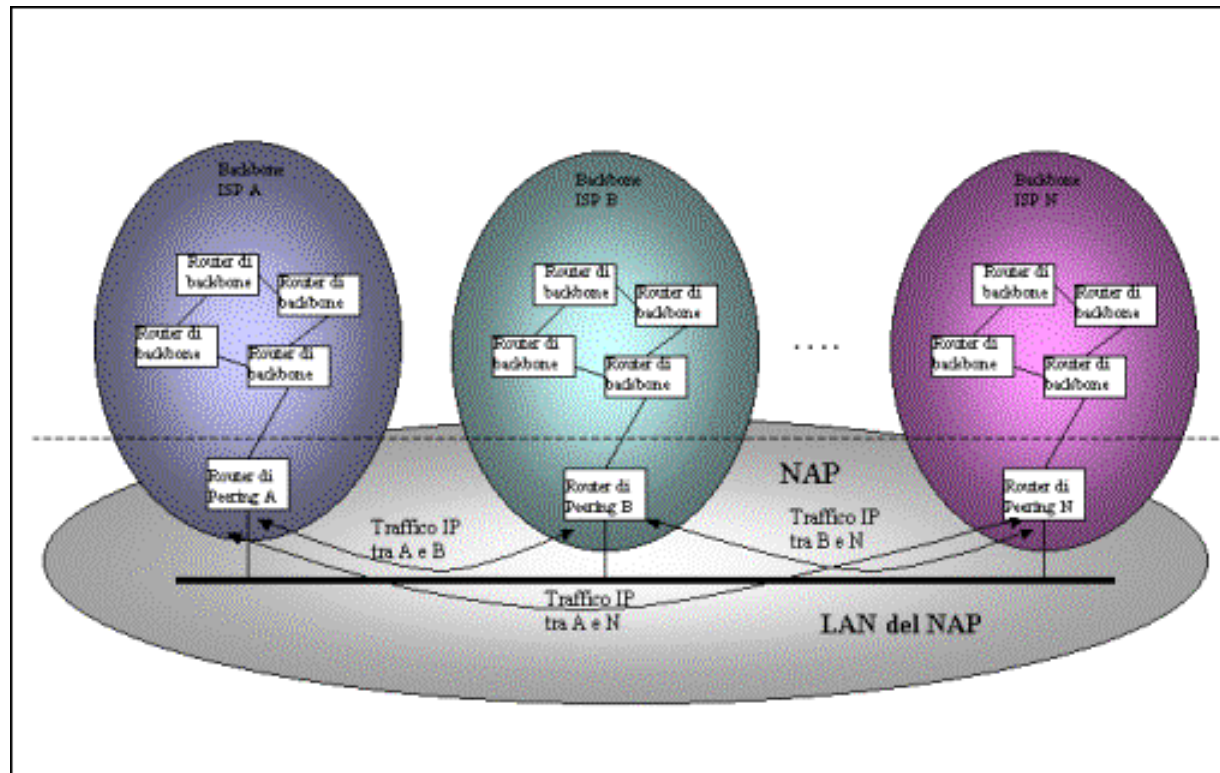 Backbone
ISP A
Router di
backbone
Router di
backbone
Router di
backbone
Router di
backbone
Router di
Peering A
Backbone
ISP B
Router di
backbone
Router di
backbone
Router di
backbone
Router di
backbone
Router di
Peering B
. . . .
Backbone
ISP N
Router di
backbone
Router di
backbone
Router di
backbone
Router di
backbone
Router di
Peering N
NAP
Traffico IP
tra A e B
Traffico IP
tra B e N
Traffico IP
tra A e N
LAN del NAP